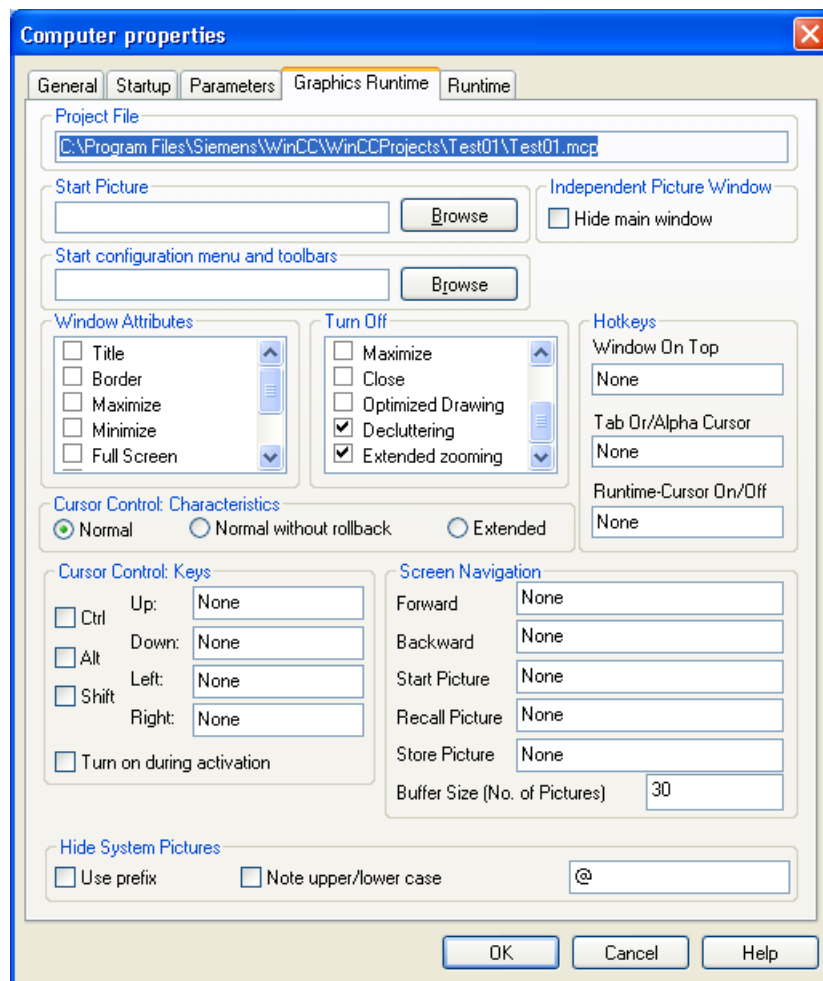 Computer properties
General Startup Parameters Graphics Runtime Runtime
Project File
C:\Program Files\Siemens\WinCC\WinCCProjects\Test01\Test01.mcp
Start Picture
Browse
Independent Picture Window
Hide main window
Start configuration menu and toolbars
Browse
Window Attributes
Title
Border
Maximize
Minimize
Full Screen
Turn Off
Maximize
Close
Optimized Drawing
Decluttering
Extended zooming
Hotkeys
Window On Top
None
Tab Or/Alpha Cursor
None
Runtime-Cursor On/Off
None
Cursor Control: Characteristics
Normal Normal without rollback Extended
Cursor Control: Keys
Ctrl
Alt
Shift
Up: None
Down: None
Left: None
Right: None
Turn on during activation
Screen Navigation
Forward None
Backward None
Start Picture None
Recall Picture None
Store Picture None
Buffer Size (No. of Pictures) 30
Hide System Pictures
Use prefix Note upper/lower case @
OK Cancel Help